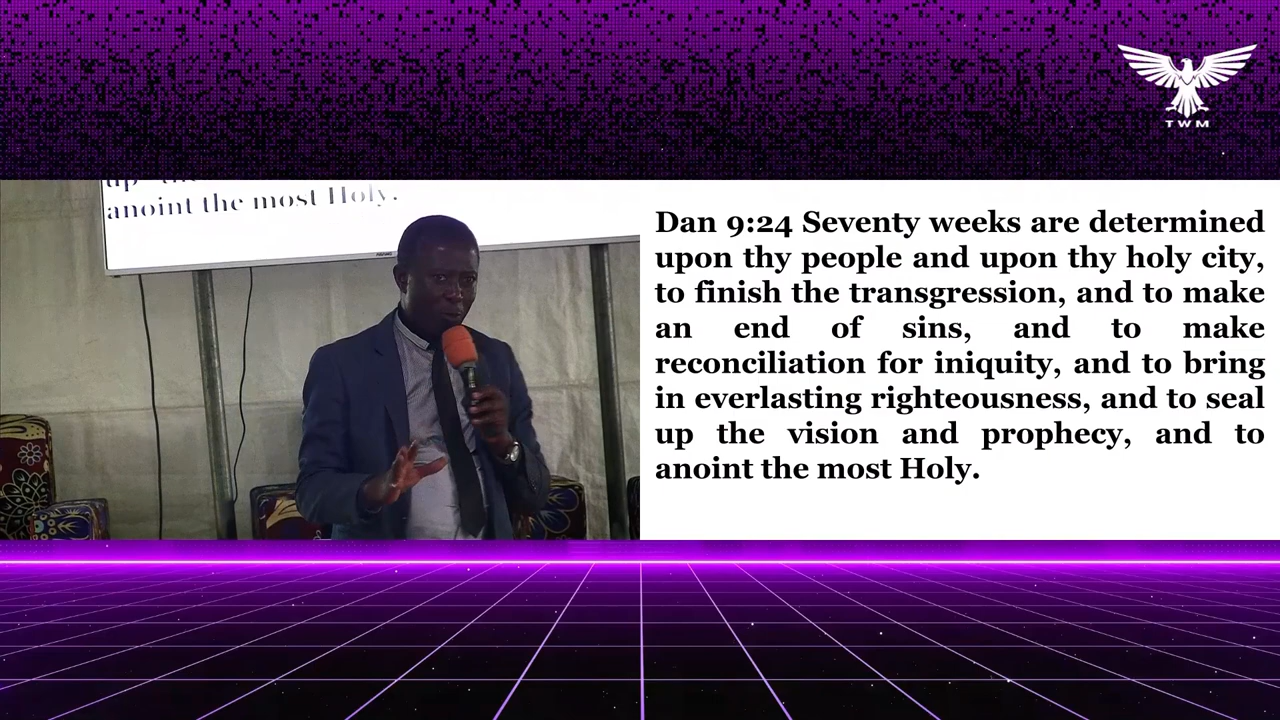 TWM
anoint the most Holy.
Dan 9:24 Seventy weeks are determined
upon thy people and upon thy holy city,
to finish the transgression, and to make
an end of sins, and to make
reconciliation for iniquity, and to bring
in everlasting righteousness, and to seal
up the vision and prophecy, and to
anoint the most Holy.